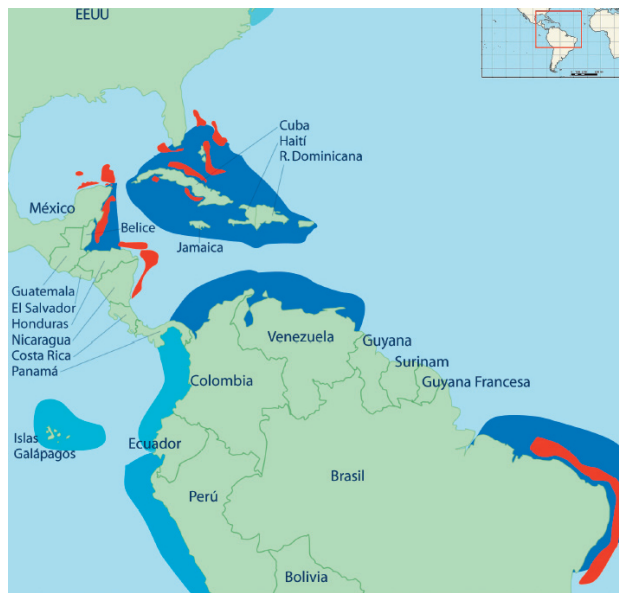 EEUU
Cuba
Haití
R. Dominicana
México
Belice
Jamaica
Guatemala
El Salvador
Honduras
Nicaragua
Costa Rica
Panamá
Venezuela
Guyana
Surinam
Guyana Francesa
Colombia
Islas
Galápagos
Ecuador
Perú
Brasil
Bolivia